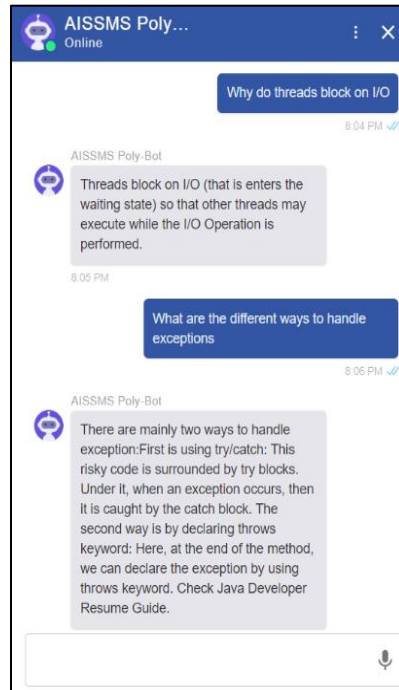 AISSMS Poly...
Online
Why do threads block on I/O
8:04 PM
AISSMS Poly-Bot
Threads block on I/O (that is enters the
waiting state) so that other threads may
execute while the I/O Operation is
performed.
8:05 PM
What are the different ways to handle
exceptions
8:06 PM
AISSMS Poly-Bot
There are mainly two ways to handle
exception:First is using try/catch: This
risky code is surrounded by try blocks.
Under it, when an exception occurs, then
it is caught by the catch block. The
second way is by declaring throws
keyword: Here, at the end of the method,
we can declare the exception by using
throws keyword. Check Java Developer
Resume Guide.